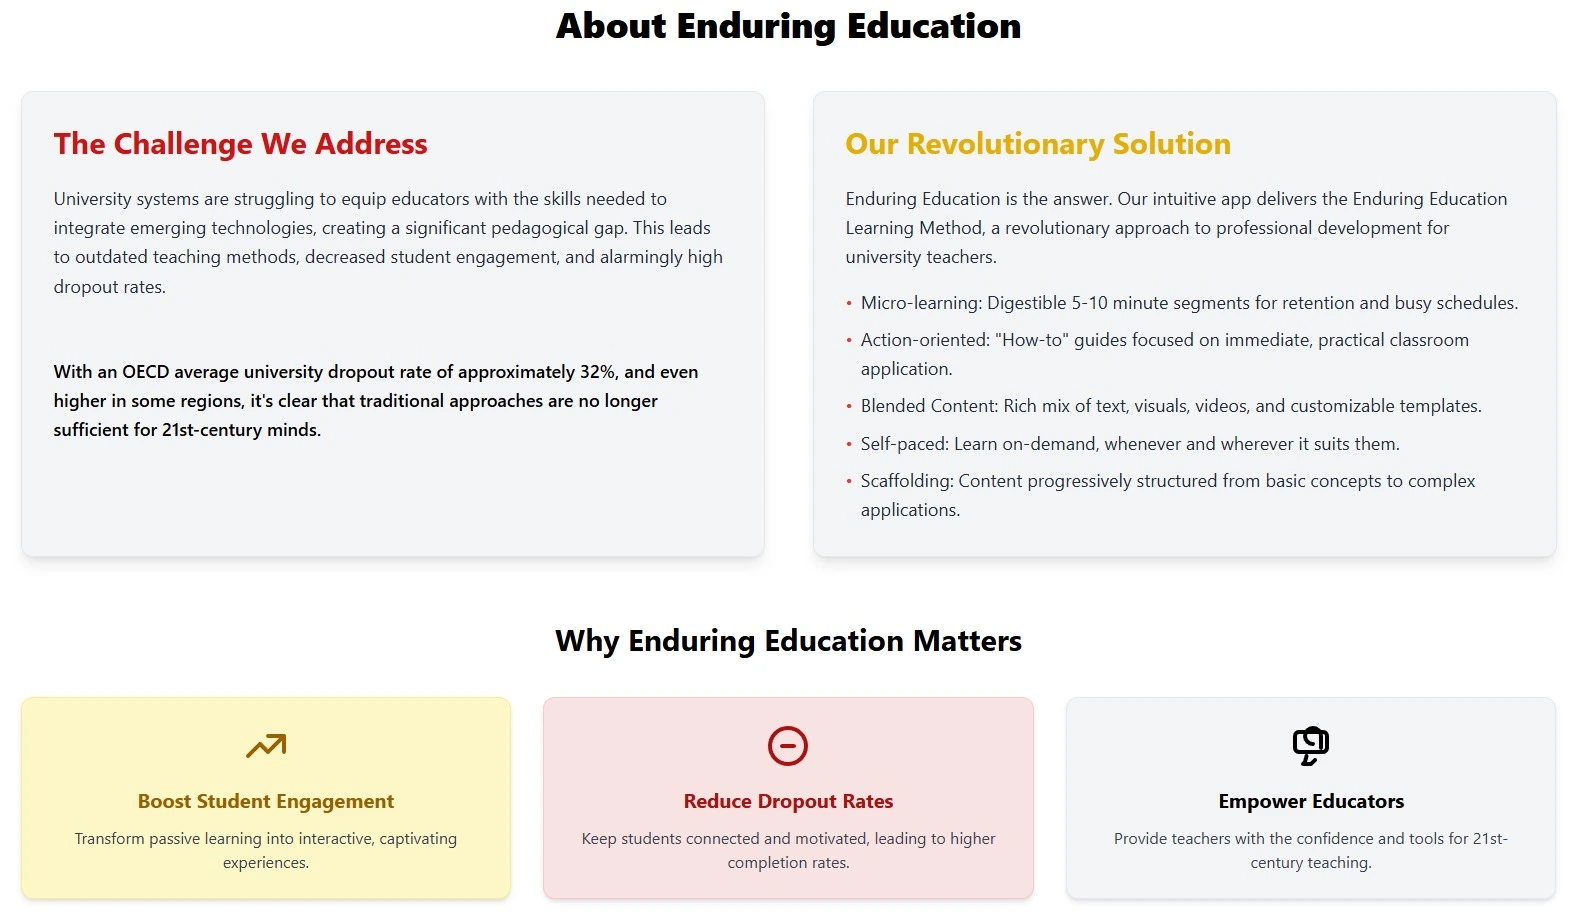 About Enduring Education
The Challenge We Address
University systems are struggling to equip educators with the skills needed to
integrate emerging technologies, creating a significant pedagogical gap. This leads
to outdated teaching methods, decreased student engagement, and alarmingly high
dropout rates.
With an OECD average university dropout rate of approximately 32%, and even
higher in some regions, it's clear that traditional approaches are no longer
sufficient for 21st-century minds.
Our Revolutionary Solution
Enduring Education is the answer. Our intuitive app delivers the Enduring Education
Learning Method, a revolutionary approach to professional development for
university teachers.
• Micro-learning: Digestible 5-10 minute segments for retention and busy schedules.
• Action-oriented: "How-to" guides focused on immediate, practical classroom
application.
• Blended Content: Rich mix of text, visuals, videos, and customizable templates.
• Self-paced: Learn on-demand, whenever and wherever it suits them.
• Scaffolding: Content progressively structured from basic concepts to complex
applications.
Why Enduring Education Matters
Boost Student Engagement
Transform passive learning into interactive, captivating
experiences.
Reduce Dropout Rates
Keep students connected and motivated, leading to higher
completion rates.
Empower Educators
Provide teachers with the confidence and tools for 21st-
century teaching.